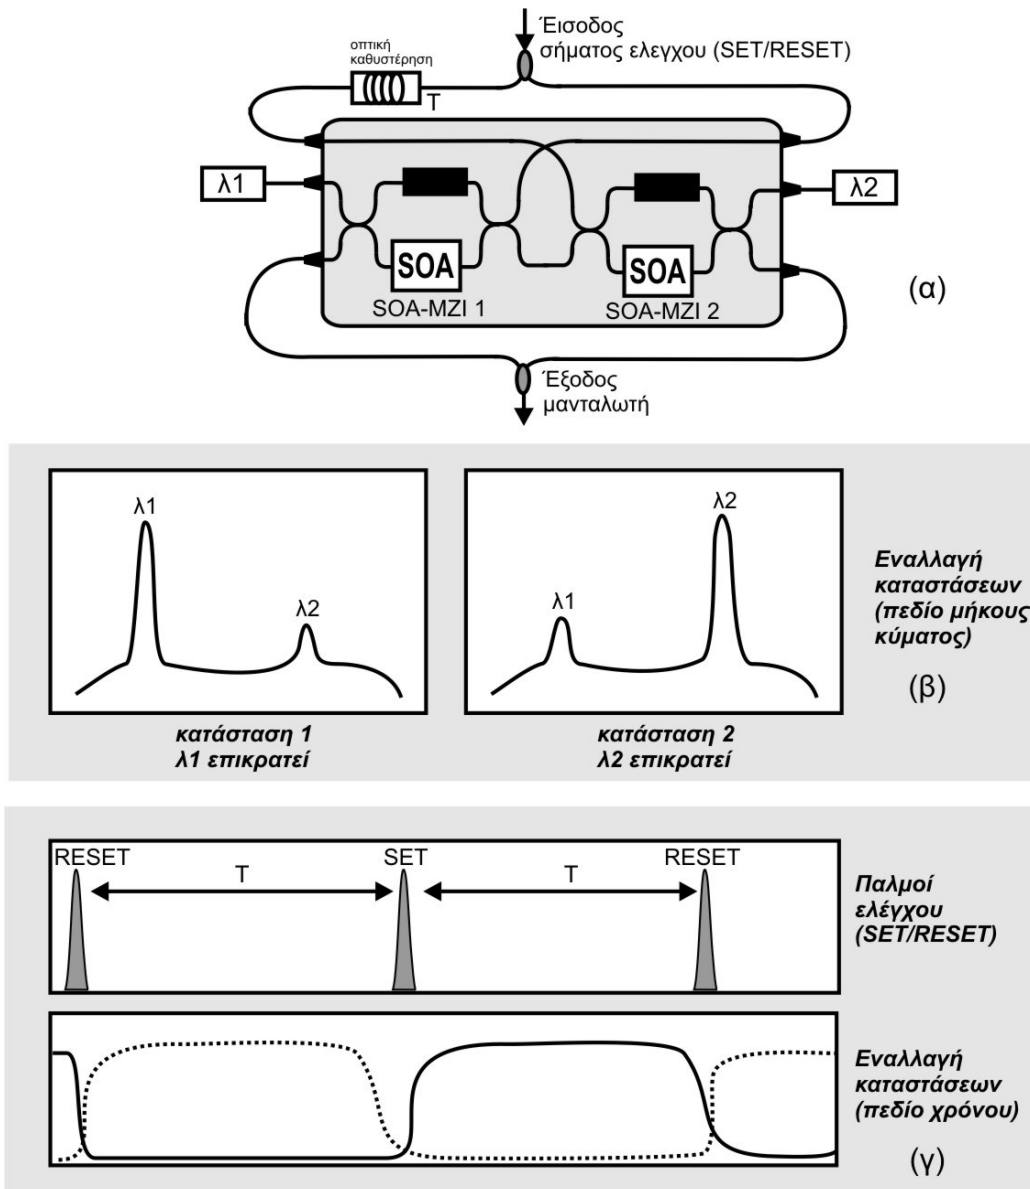 Έισοδος
σήματος ελεγχου (SET/RESET)
οπτική
καθυστέρηση
T
λ1
λ2
SOA
SOA
SOA-MZI 1
SOA-MZI 2
(α)
Έξοδος
μανταλωτή
λ1
λ2
λ1
λ2
Εναλλαγή
καταστάσεων
(πεδίο μήκους
κύματος)
(β)
κατάσταση 1
λ1 επικρατεί
κατάσταση 2
λ2 επικρατεί
RESET
T
SET
T
RESET
Παλμοί
ελέγχου
(SET/RESET)
Εναλλαγή
καταστάσεων
(πεδίο χρόνου)
(γ)